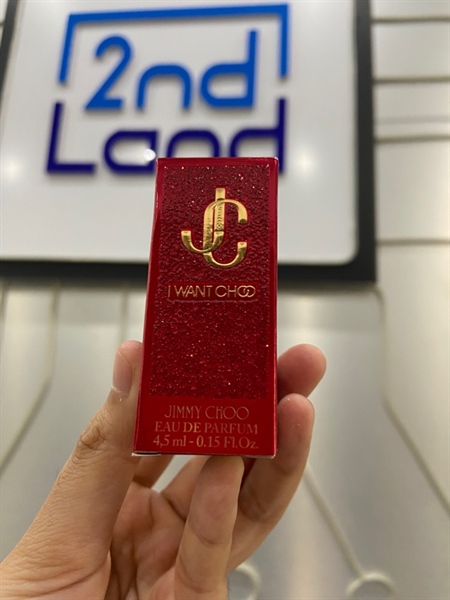 2nd
Land
JC
I WANT CHOO
JIMMY CHOO
EAU DE PARFUM
4,5 ml - 0.15 Fl.Oz.